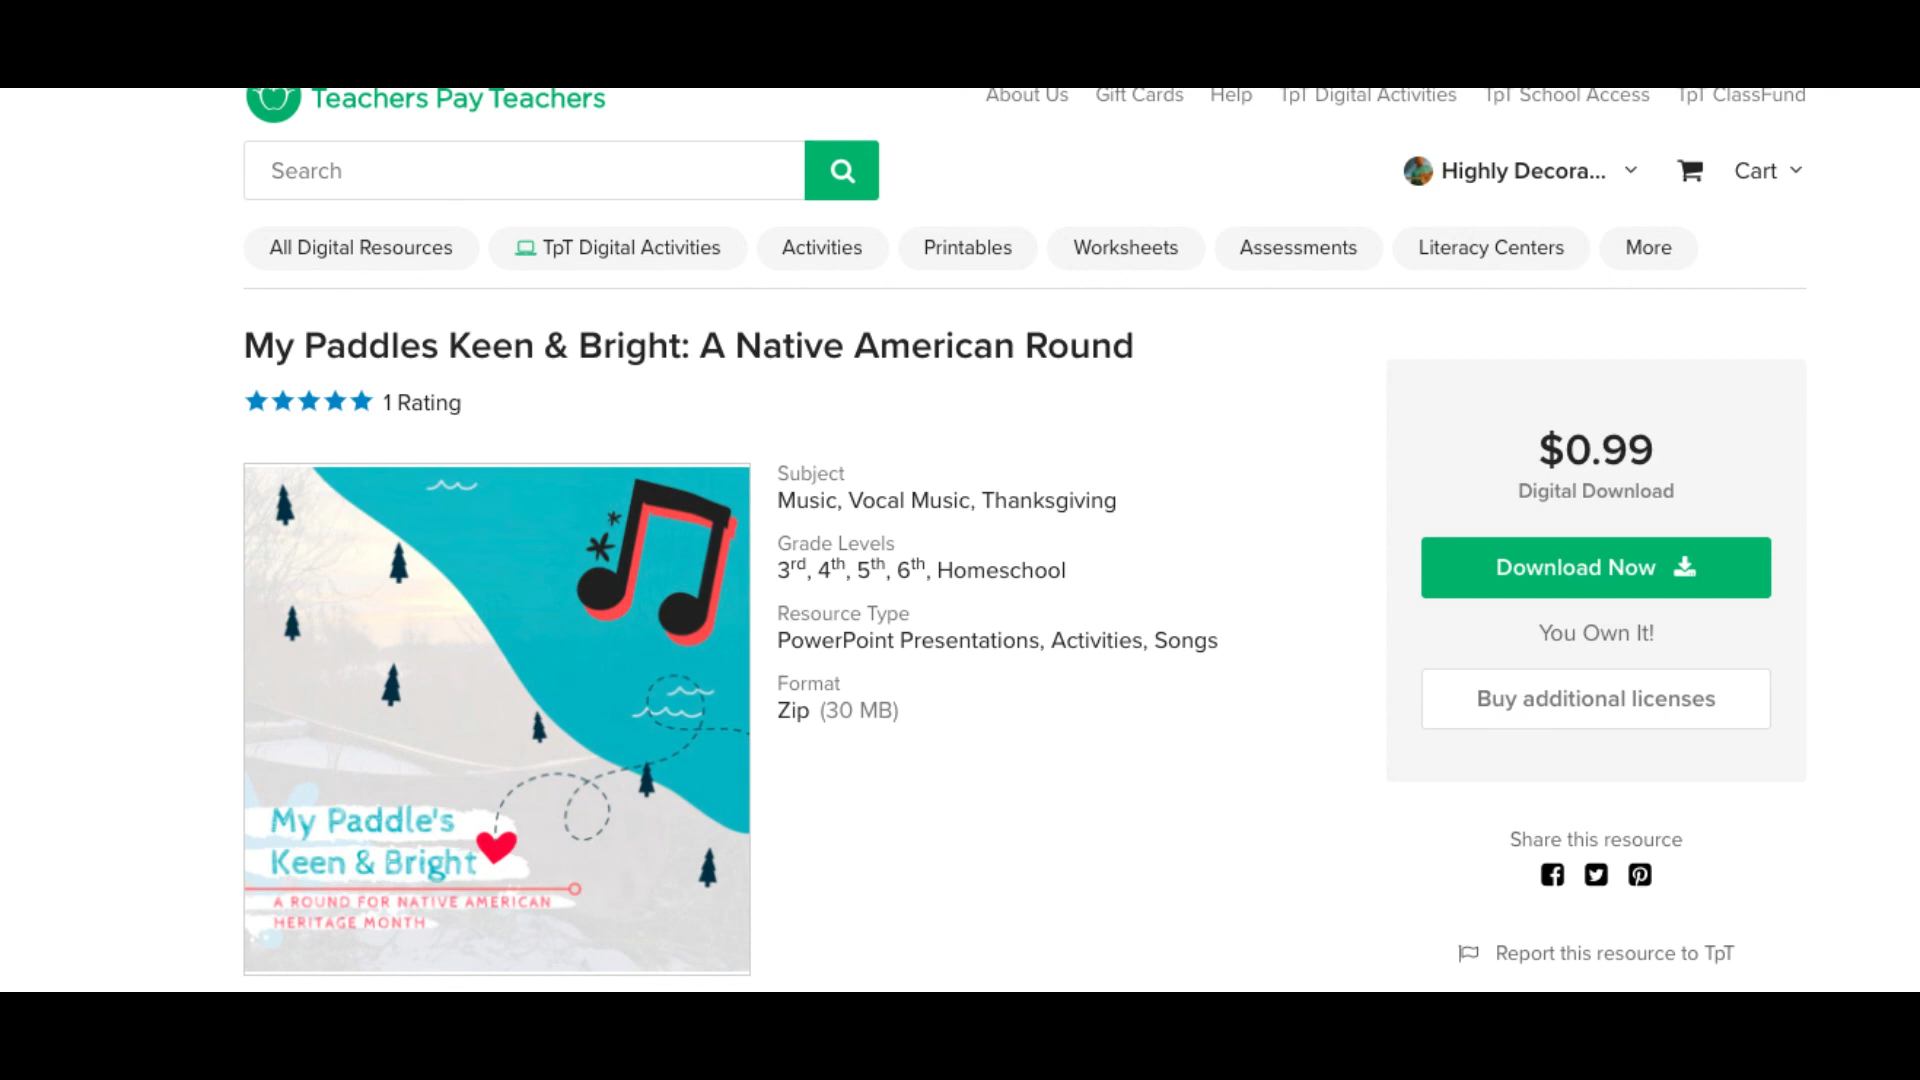 Teachers Pay Teachers
About Us Gift Cards Help TpT Digital Activities TpT School Access TpT ClassFund
Search
Highly Decora... Cart
All Digital Resources TpT Digital Activities Activities Printables Worksheets Assessments Literacy Centers More
My Paddles Keen & Bright: A Native American Round
1 Rating
Subject
Music, Vocal Music, Thanksgiving
Grade Levels
3rd, 4th, 5th, 6th, Homeschool
Resource Type
PowerPoint Presentations, Activities, Songs
Format
Zip (30 MB)
My Paddle's
Keen & Bright
A ROUND FOR NATIVE AMERICAN
HERITAGE MONTH
$0.99
Digital Download
Download Now
You Own It!
Buy additional licenses
Share this resource
Report this resource to TpT